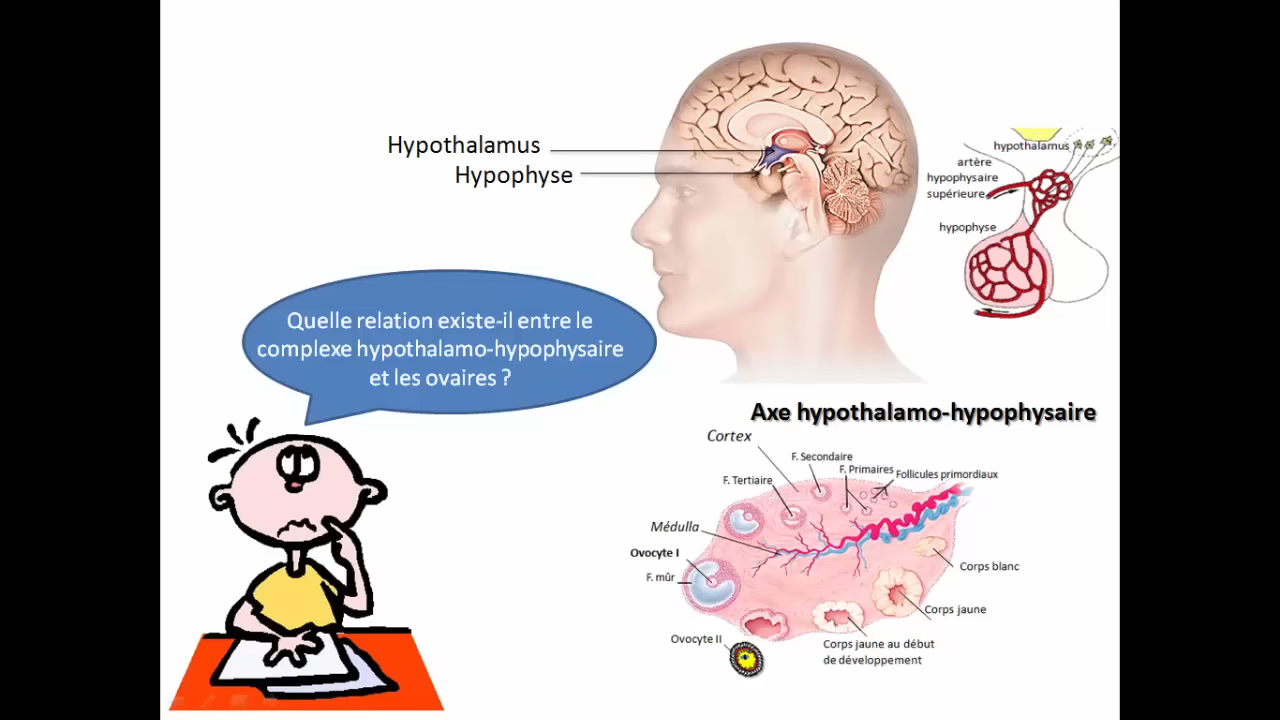 Hypothalamus
Hypophyse
hypothalamus
artère
hypophysaire
supérieure
hypophyse
Quelle relation existe-il entre le
complexe hypothalamo-hypophysaire
et les ovaires ?
Axe hypothalamo-hypophysaire
Cortex
F. Secondaire
F. Primaires
Follicules primordiaux
F. Tertiaire
Médulla
Ovocyte I
F. mûr
Corps blanc
Corps jaune
Ovocyte II
Corps jaune au début
de développement